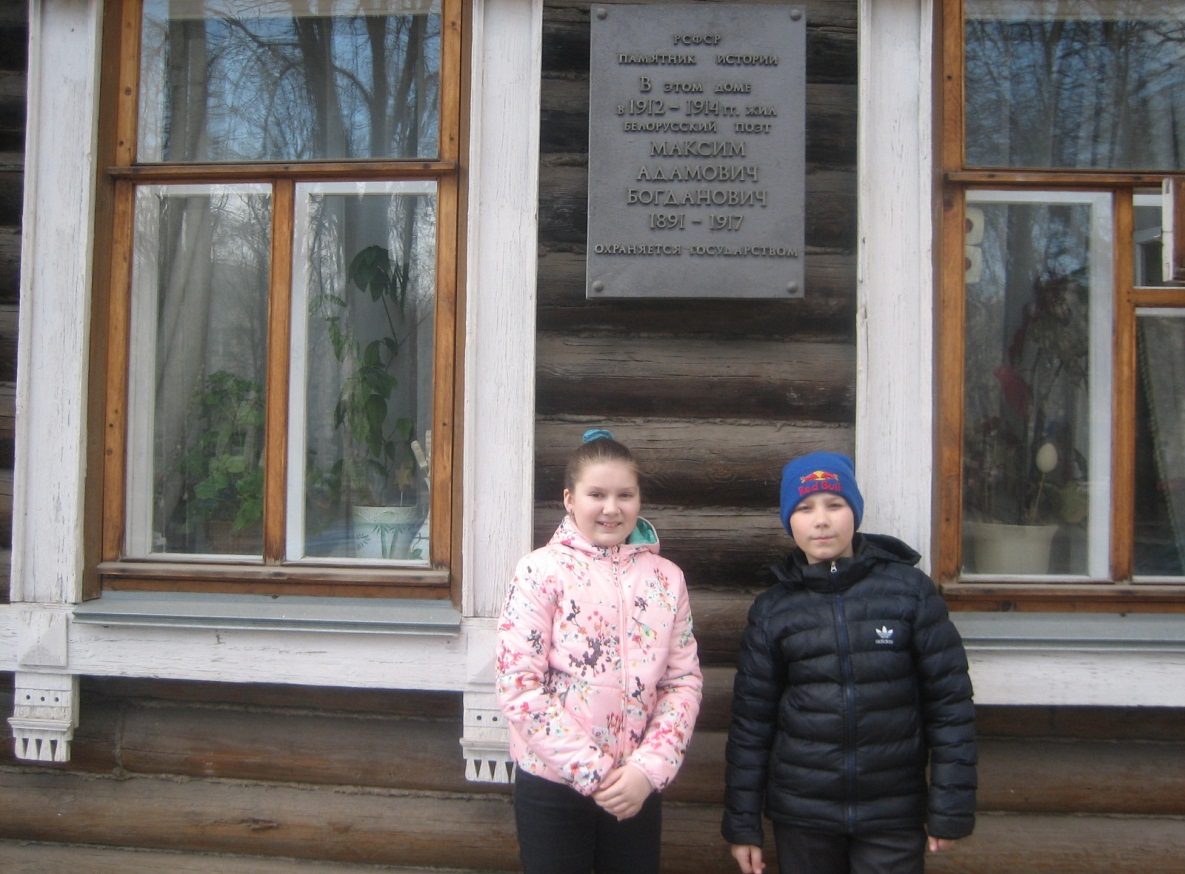 РСФСР
ПАМЯТНИК ИСТОРИИ
В ЭТОМ ДОМЕ
в 1912 – 1914 гг. ЖИЛ
БЕЛОРУССКИЙ ПОЭТ
МАКСИМ
АДАМОВИЧ
БОГДАНОВИЧ
1891 – 1917
ОХРАНЯЕТСЯ ГОСУДАРСТВОМ
Red Bull
adidas